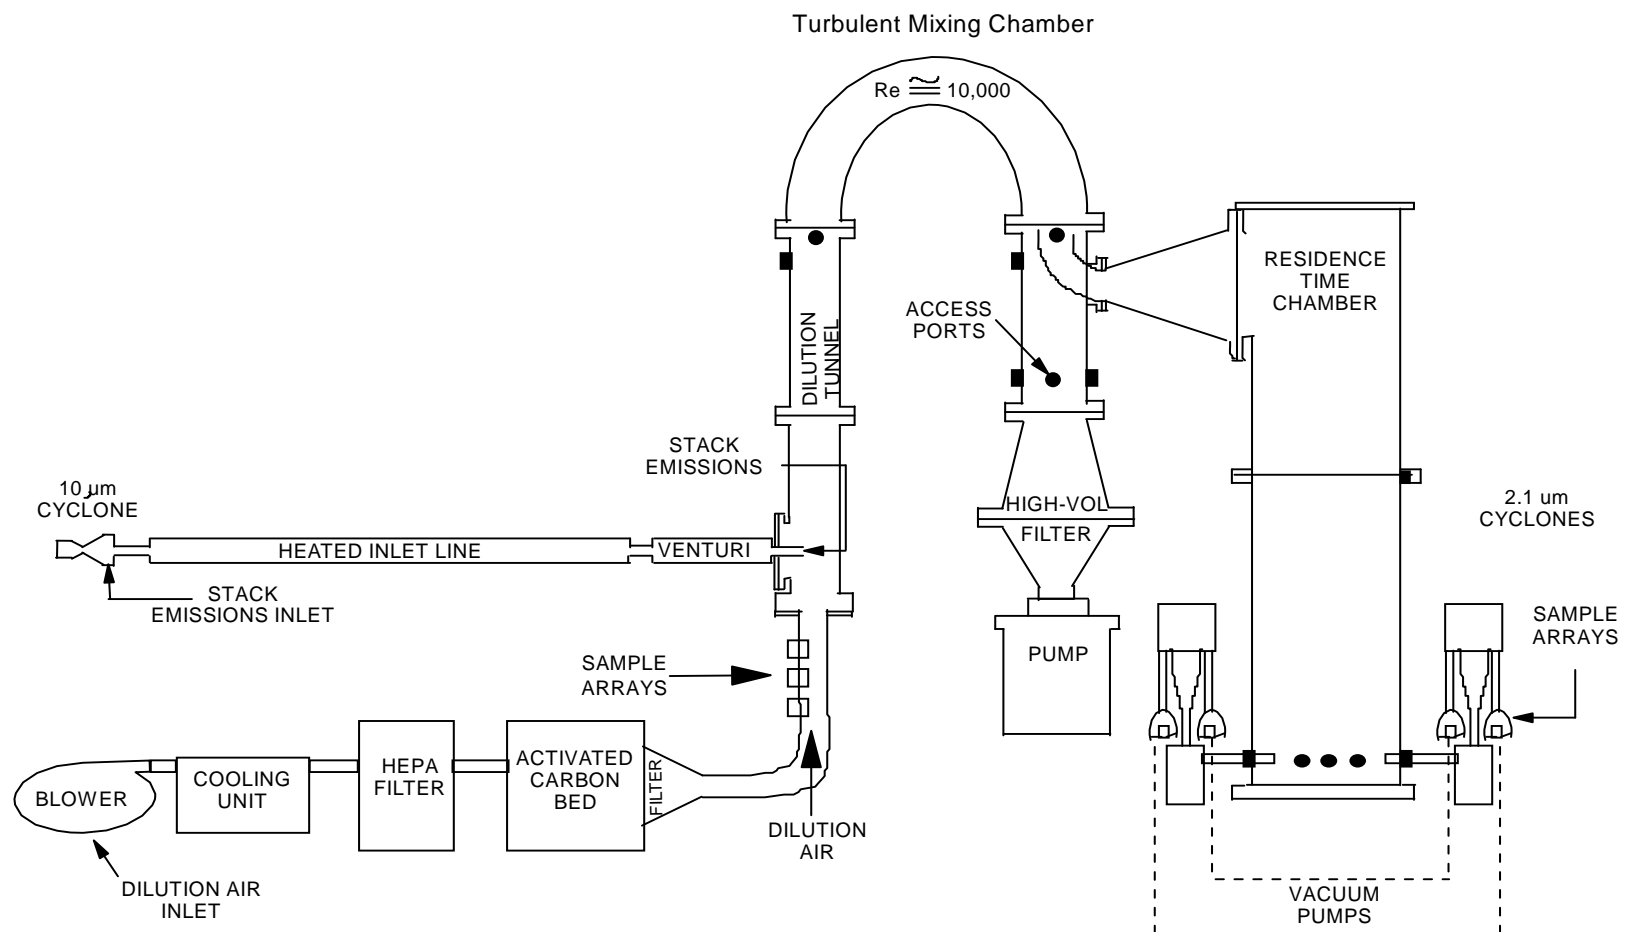 Turbulent Mixing Chamber
Re ≅ 10,000
RESIDENCE
TIME
CHAMBER
ACCESS
PORTS
DILUTION
TUNNEL
STACK
EMISSIONS
10 µm
CYCLONE
HEATED INLET LINE
VENTURI
STACK
EMISSIONS INLET
HIGH-VOL
FILTER
2.1 um
CYCLONES
SAMPLE
ARRAYS
PUMP
SAMPLE
ARRAYS
BLOWER
COOLING
UNIT
HEPA
FILTER
ACTIVATED
CARBON
BED
FILTER
DILUTION
AIR
DILUTION AIR
INLET
VACUUM
PUMPS